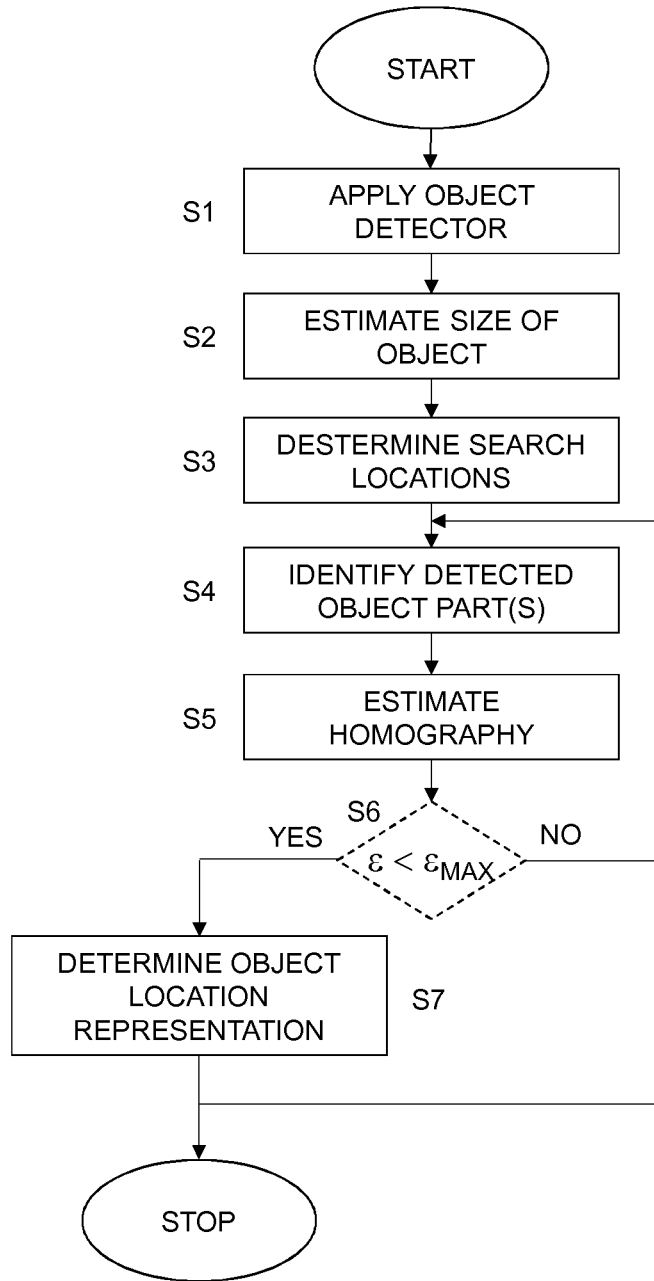 START
S1
APPLY OBJECT
DETECTOR
S2
ESTIMATE SIZE OF
OBJECT
S3
DESTERMINE SEARCH
LOCATIONS
S4
IDENTIFY DETECTED
OBJECT PART(S)
S5
ESTIMATE
HOMOGRAPHY
S6
YES
NO
ε < εMAX
DETERMINE OBJECT
LOCATION
REPRESENTATION
S7
STOP